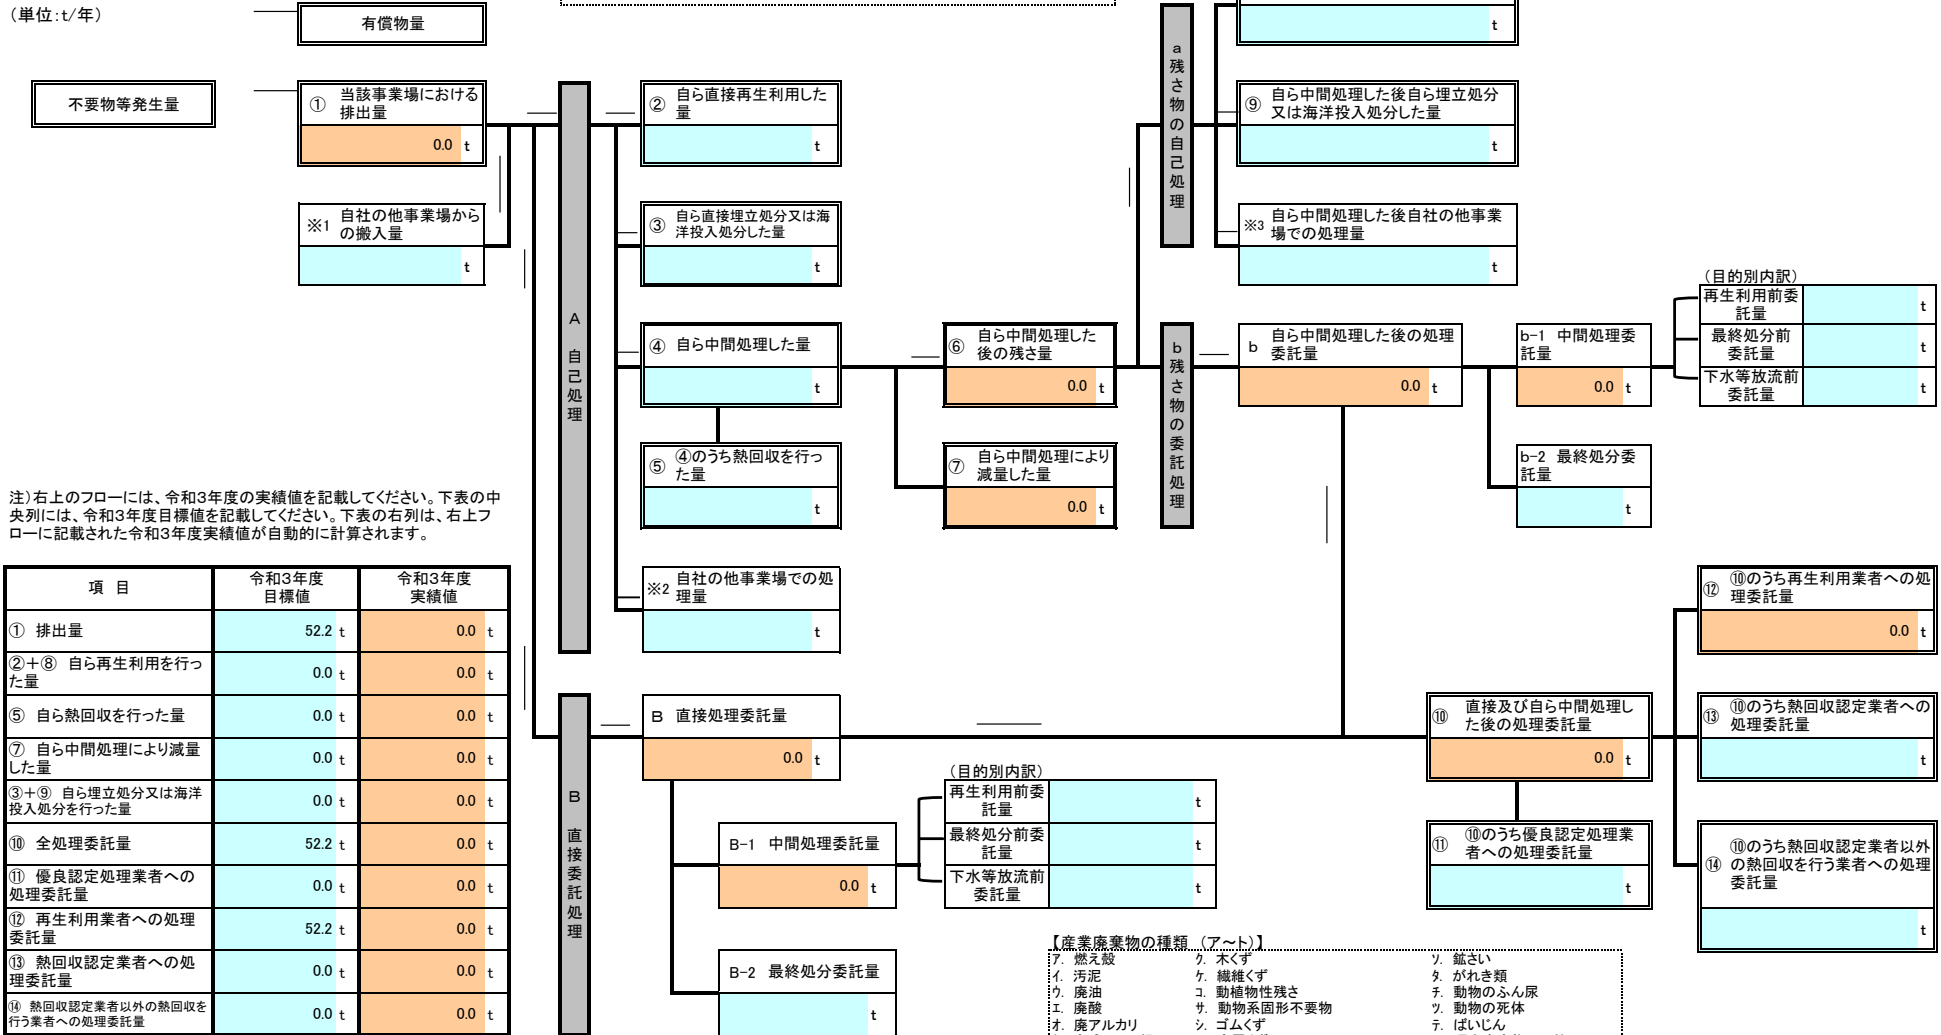 （単位：t/年）
有償物量
t
不要物等発生量
①
当該事業場における
排出量
0.0 t
※1
自社の他事業場から
の搬入量
t
A
自己処理
②
自ら直接再生利用した
量
t
③
自ら直接埋立処分又は海
洋投入処分した量
t
④ 自ら中間処理した量
t
⑤
④のうち熱回収を行っ
た量
t
※2
自社の他事業場での処
理量
t
⑥
自ら中間処理した
後の残さ量
0.0 t
⑦
自ら中間処理により
減量した量
0.0 t
a
残さ物の自己処理
⑨
自ら中間処理した後自ら埋立処分
又は海洋投入処分した量
t
※3
自ら中間処理した後自社の他事業
場での処理量
t
b
残さ物の委託処理
b
自ら中間処理した後の処理
委託量
0.0 t
b-1 中間処理委
託量
0.0 t
b-2 最終処分委
託量
t
（目的別内訳）
再生利用前委
託量
t
最終処分前
委託量
t
下水等放流前
委託量
t
注）右上のフローには、令和3年度の実績値を記載してください。下表の中
央列には、令和3年度目標値を記載してください。下表の右列は、右上フ
ローに記載された令和3年度実績値が自動的に計算されます。
項 目
令和3年度
目標値
令和3年度
実績値
① 排出量
52.2 t
0.0 t
②＋⑧ 自ら再生利用を行っ
た量
0.0 t
0.0 t
⑤ 自ら熱回収を行った量
0.0 t
0.0 t
⑦ 自ら中間処理により減量
した量
0.0 t
0.0 t
③＋⑨ 自ら埋立処分又は海洋
投入処分を行った量
0.0 t
0.0 t
⑩ 全処理委託量
52.2 t
0.0 t
⑪ 優良認定処理業者への
処理委託量
0.0 t
0.0 t
⑫ 再生利用業者への処理
委託量
52.2 t
0.0 t
⑬ 熱回収認定業者への処
理委託量
0.0 t
0.0 t
⑭ 熱回収認定業者以外の熱回収を
行う業者への処理委託量
0.0 t
0.0 t
B
直接委託処理
B 直接処理委託量
0.0 t
B-1 中間処理委託量
0.0 t
B-2 最終処分委託量
t
（目的別内訳）
再生利用前委
託量
t
最終処分前委
託量
t
下水等放流前
委託量
t
⑩
直接及び自ら中間処理し
た後の処理委託量
0.0 t
⑪
⑩のうち優良認定処理業
者への処理委託量
t
⑫
⑩のうち再生利用業者への処
理委託量
0.0 t
⑬
⑩のうち熱回収認定業者への
処理委託量
t
⑭
⑩のうち熱回収認定業者以外
の熱回収を行う業者への処理
委託量
t
【産業廃棄物の種類 （ア～ト）】
ア. 燃え殻
イ. 汚泥
ウ. 廃油
エ. 廃酸
オ. 廃アルカリ
ク. 木くず
ケ. 繊維くず
コ. 動植物性残さ
サ. 動物系固形不要物
シ. ゴムくず
ソ. 鉱さい
タ. がれき類
チ. 動物のふん尿
ツ. 動物の死体
テ. ばいじん